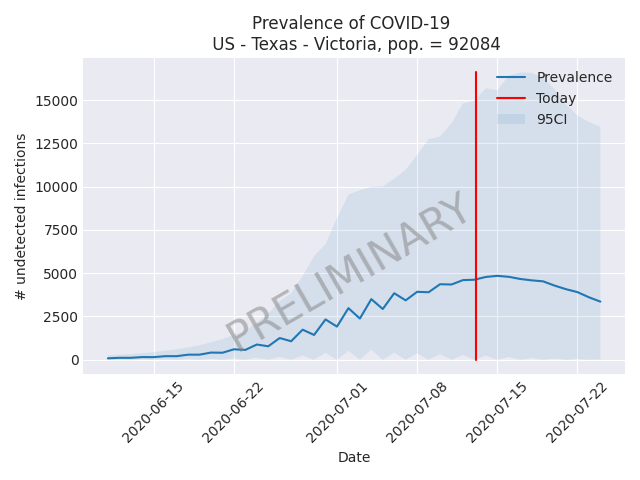 Prevalence of COVID-19
US - Texas - Victoria, pop. = 92084
# undetected infections
15000
12500
10000
7500
5000
2500
0
Prevalence
Today
95CI
PRELIMINARY
2020-06-15
2020-06-22
2020-07-01
2020-07-08
2020-07-15
2020-07-22
Date